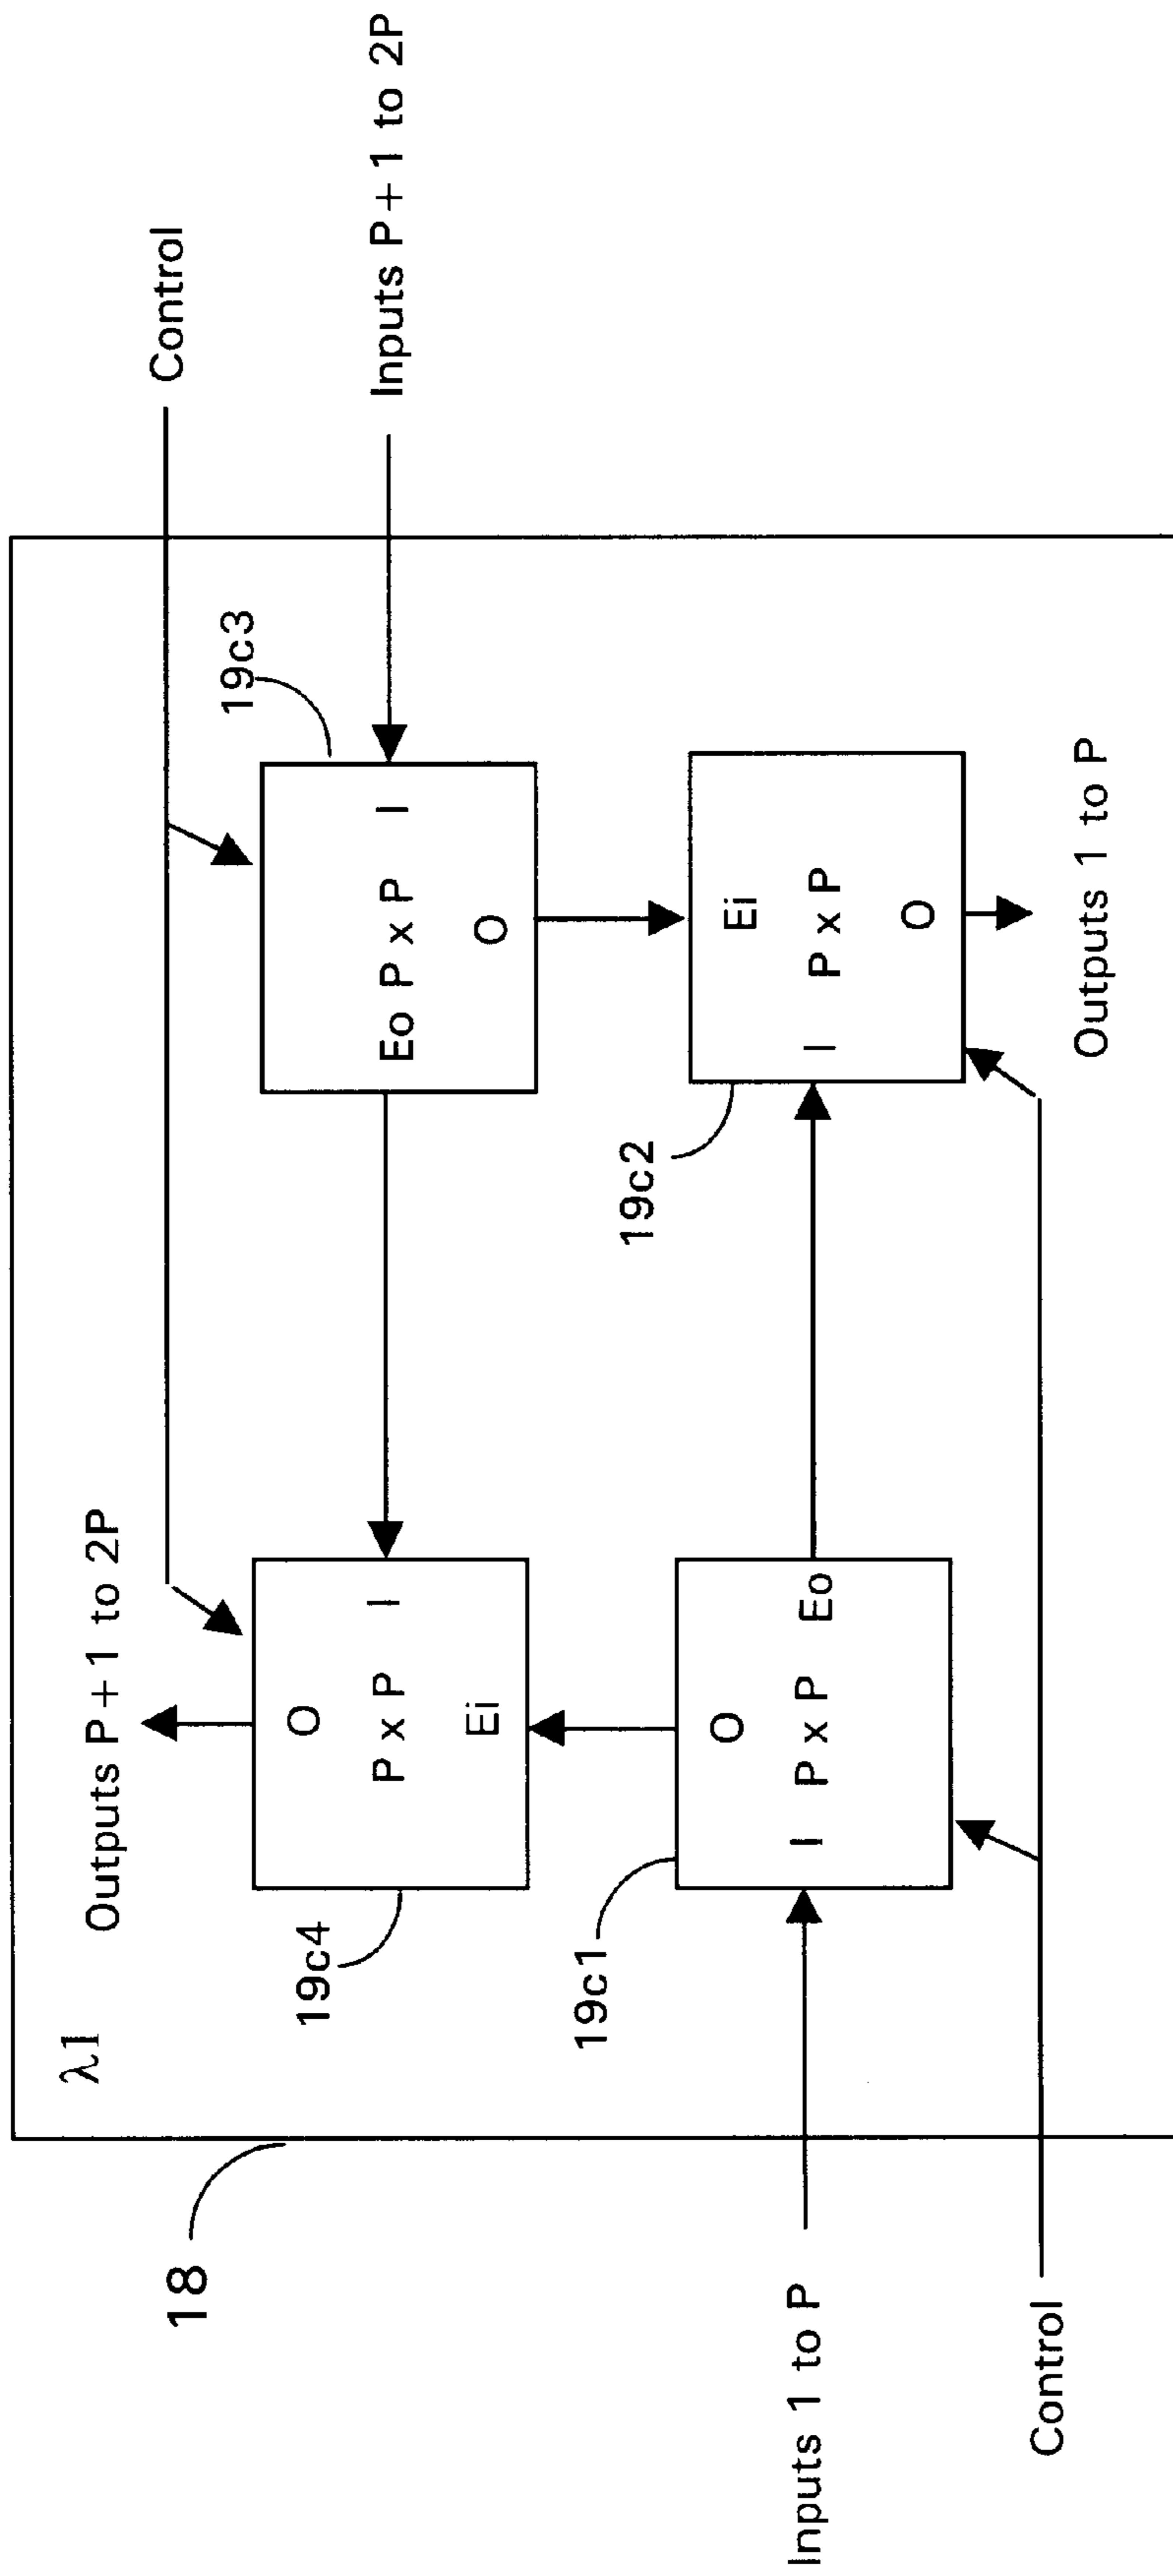 λ1
Outputs P + 1 to 2P
Control
18
19c3
O
19c4
P x P I
Eo P x P I
Inputs P + 1 to 2P
Ei
O
19c1
19c2
O
Ei
Inputs 1 to P
I P x P Eo
I P x P
O
Control
Outputs 1 to P